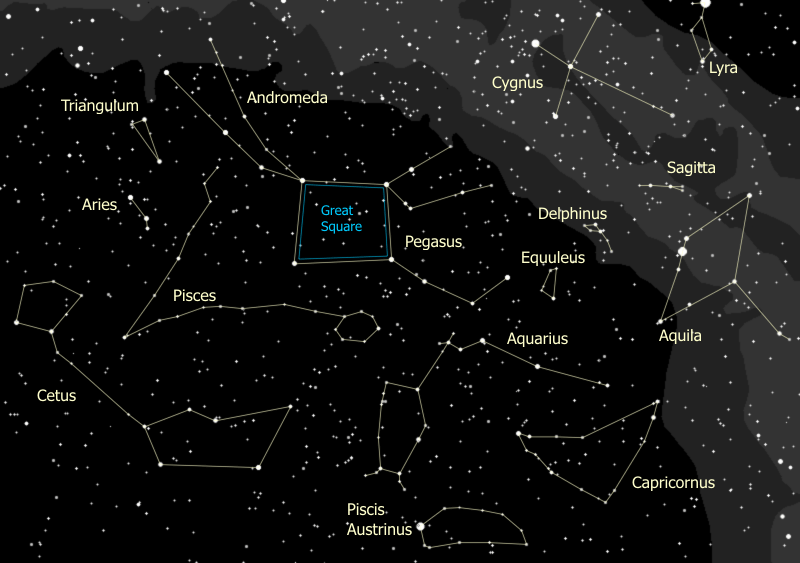 Cygnus
Lyra
Triangulum
Andromeda
Sagitta
Aries
Great
Square
Delphinus
Pegasus
Equuleus
Pisces
Aquarius
Aquila
Cetus
Capricornus
Piscis
Austrinus